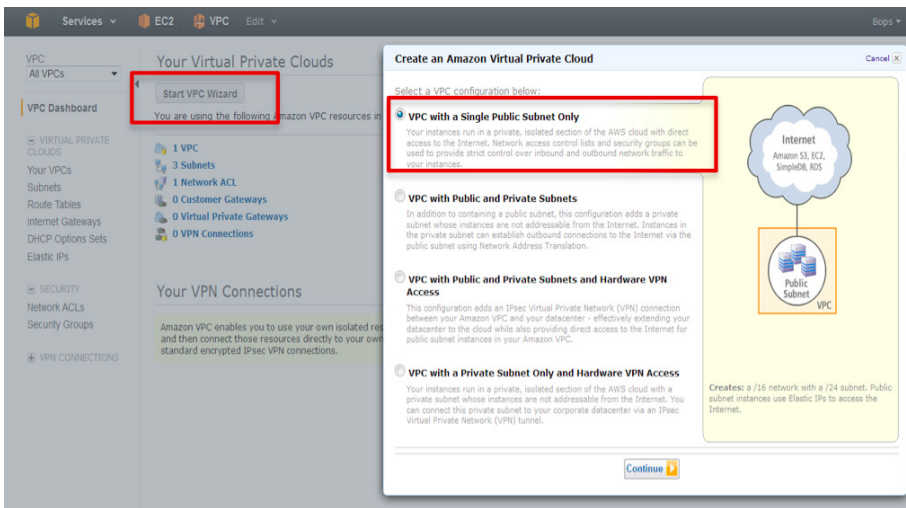 Services
EC2
VPC
Edit
Bops
VPC:
All VPCs
VPC Dashboard
VIRTUAL PRIVATE
CLOUDS
Your VPCs
Subnets
Route Tables
Internet Gateways
DHCP Options Sets
Elastic IPs
SECURITY
Network ACLs
Security Groups
VPN CONNECTIONS
Your Virtual Private Clouds
Start VPC Wizard
You are using the following Amazon VPC resources in
1 VPC
3 Subnets
1 Network ACL
0 Customer Gateways
0 Virtual Private Gateways
0 VPN Connections
Your VPN Connections
Amazon VPC enables you to use your own isolated res
and then connect those resources directly to your own
standard encrypted IPsec VPN connections.
Create an Amazon Virtual Private Cloud
Cancel X
Select a VPC configuration below:
VPC with a Single Public Subnet Only
Your instances run in a private, isolated section of the AWS cloud with direct
access to the Internet. Network access control lists and security groups can be
used to provide strict control over inbound and outbound network traffic to
your instances.
VPC with Public and Private Subnets
In addition to containing a public subnet, this configuration adds a private
subnet whose instances are not addressable from the Internet. Instances in
the private subnet can establish outbound connections to the Internet via the
public subnet using Network Address Translation.
VPC with Public and Private Subnets and Hardware VPN
Access
This configuration adds an IPsec Virtual Private Network (VPN) connection
between your Amazon VPC and your datacenter - effectively extending your
datacenter to the cloud while also providing direct access to the Internet for
public subnet instances in your Amazon VPC.
VPC with a Private Subnet Only and Hardware VPN Access
Your instances run in a private, isolated section of the AWS cloud with a
private subnet whose instances are not addressable from the Internet. You
can connect this private subnet to your corporate datacenter via an IPsec
Virtual Private Network (VPN) tunnel.
Internet
Amazon S3, EC2,
SimpleDB, RDS
Public
Subnet
VPC
Creates: a /16 network with a /24 subnet. Public
subnet instances use Elastic IPs to access the
Internet.
Continue